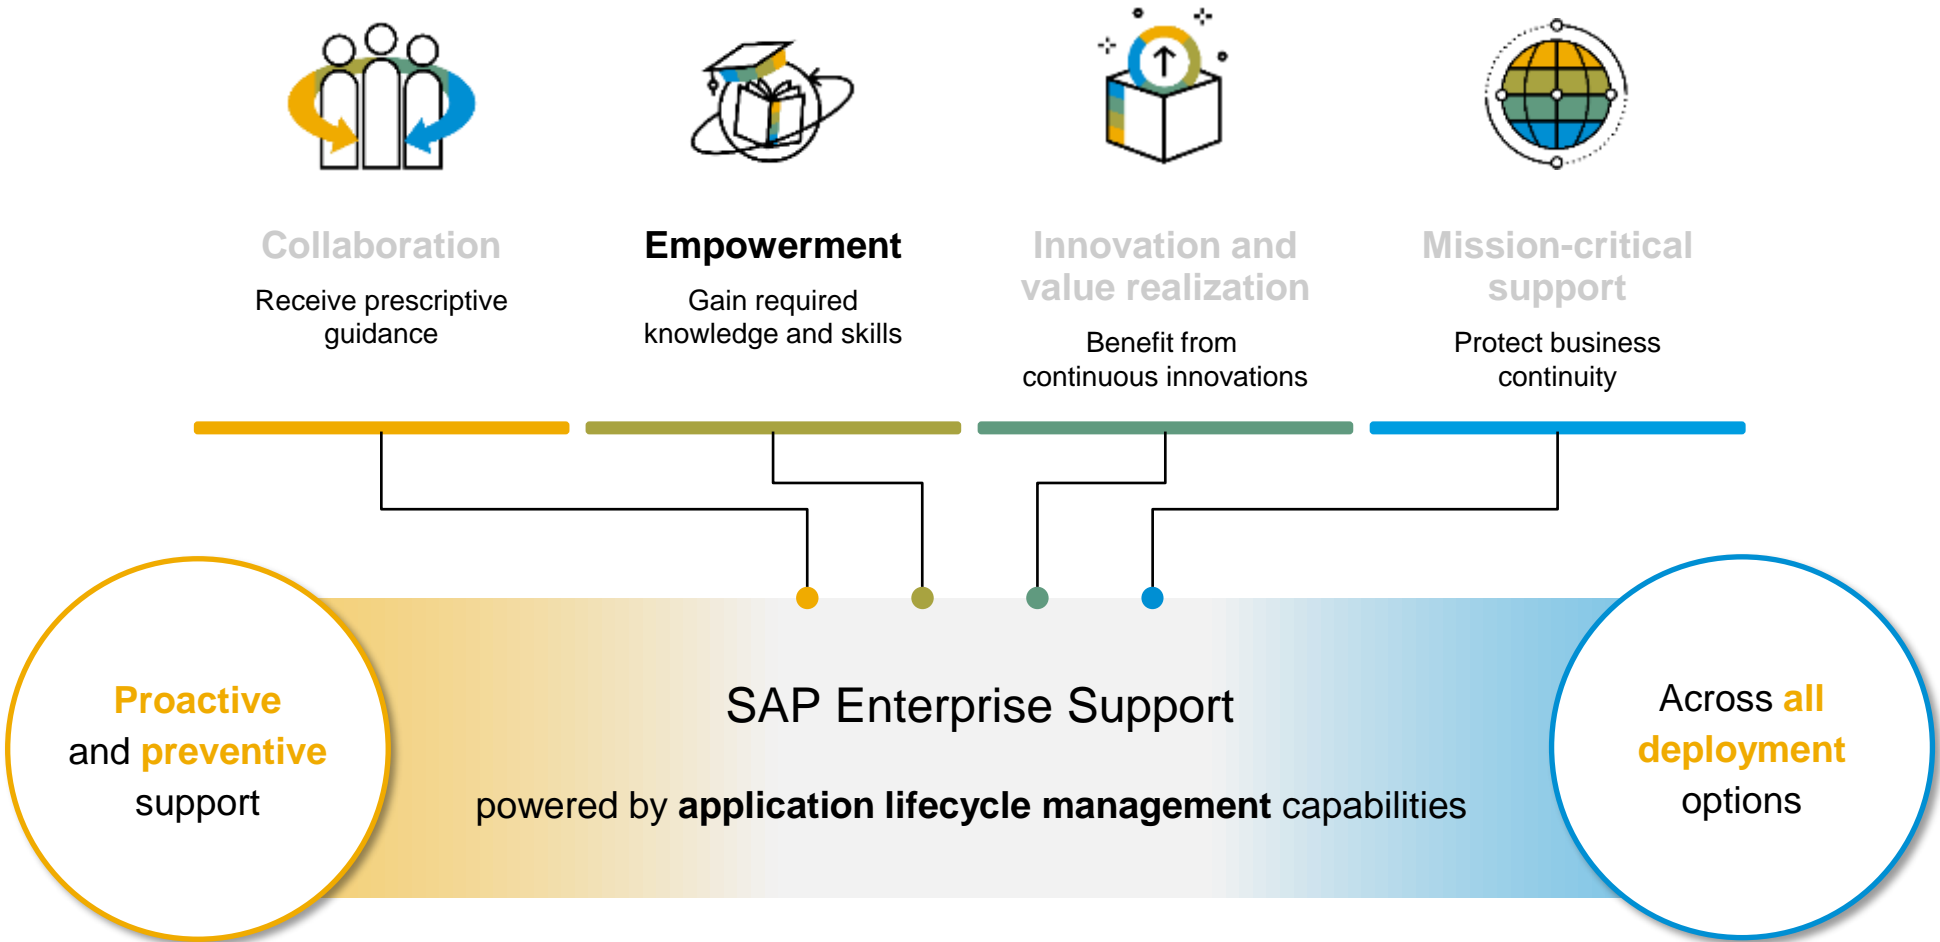 Collaboration
Receive prescriptive
guidance
Empowerment
Gain required
knowledge and skills
Innovation and
value realization
Benefit from
continuous innovations
Mission-critical
support
Protect business
continuity
Proactive
and preventive
support
SAP Enterprise Support
powered by application lifecycle management capabilities
Across all
deployment
options